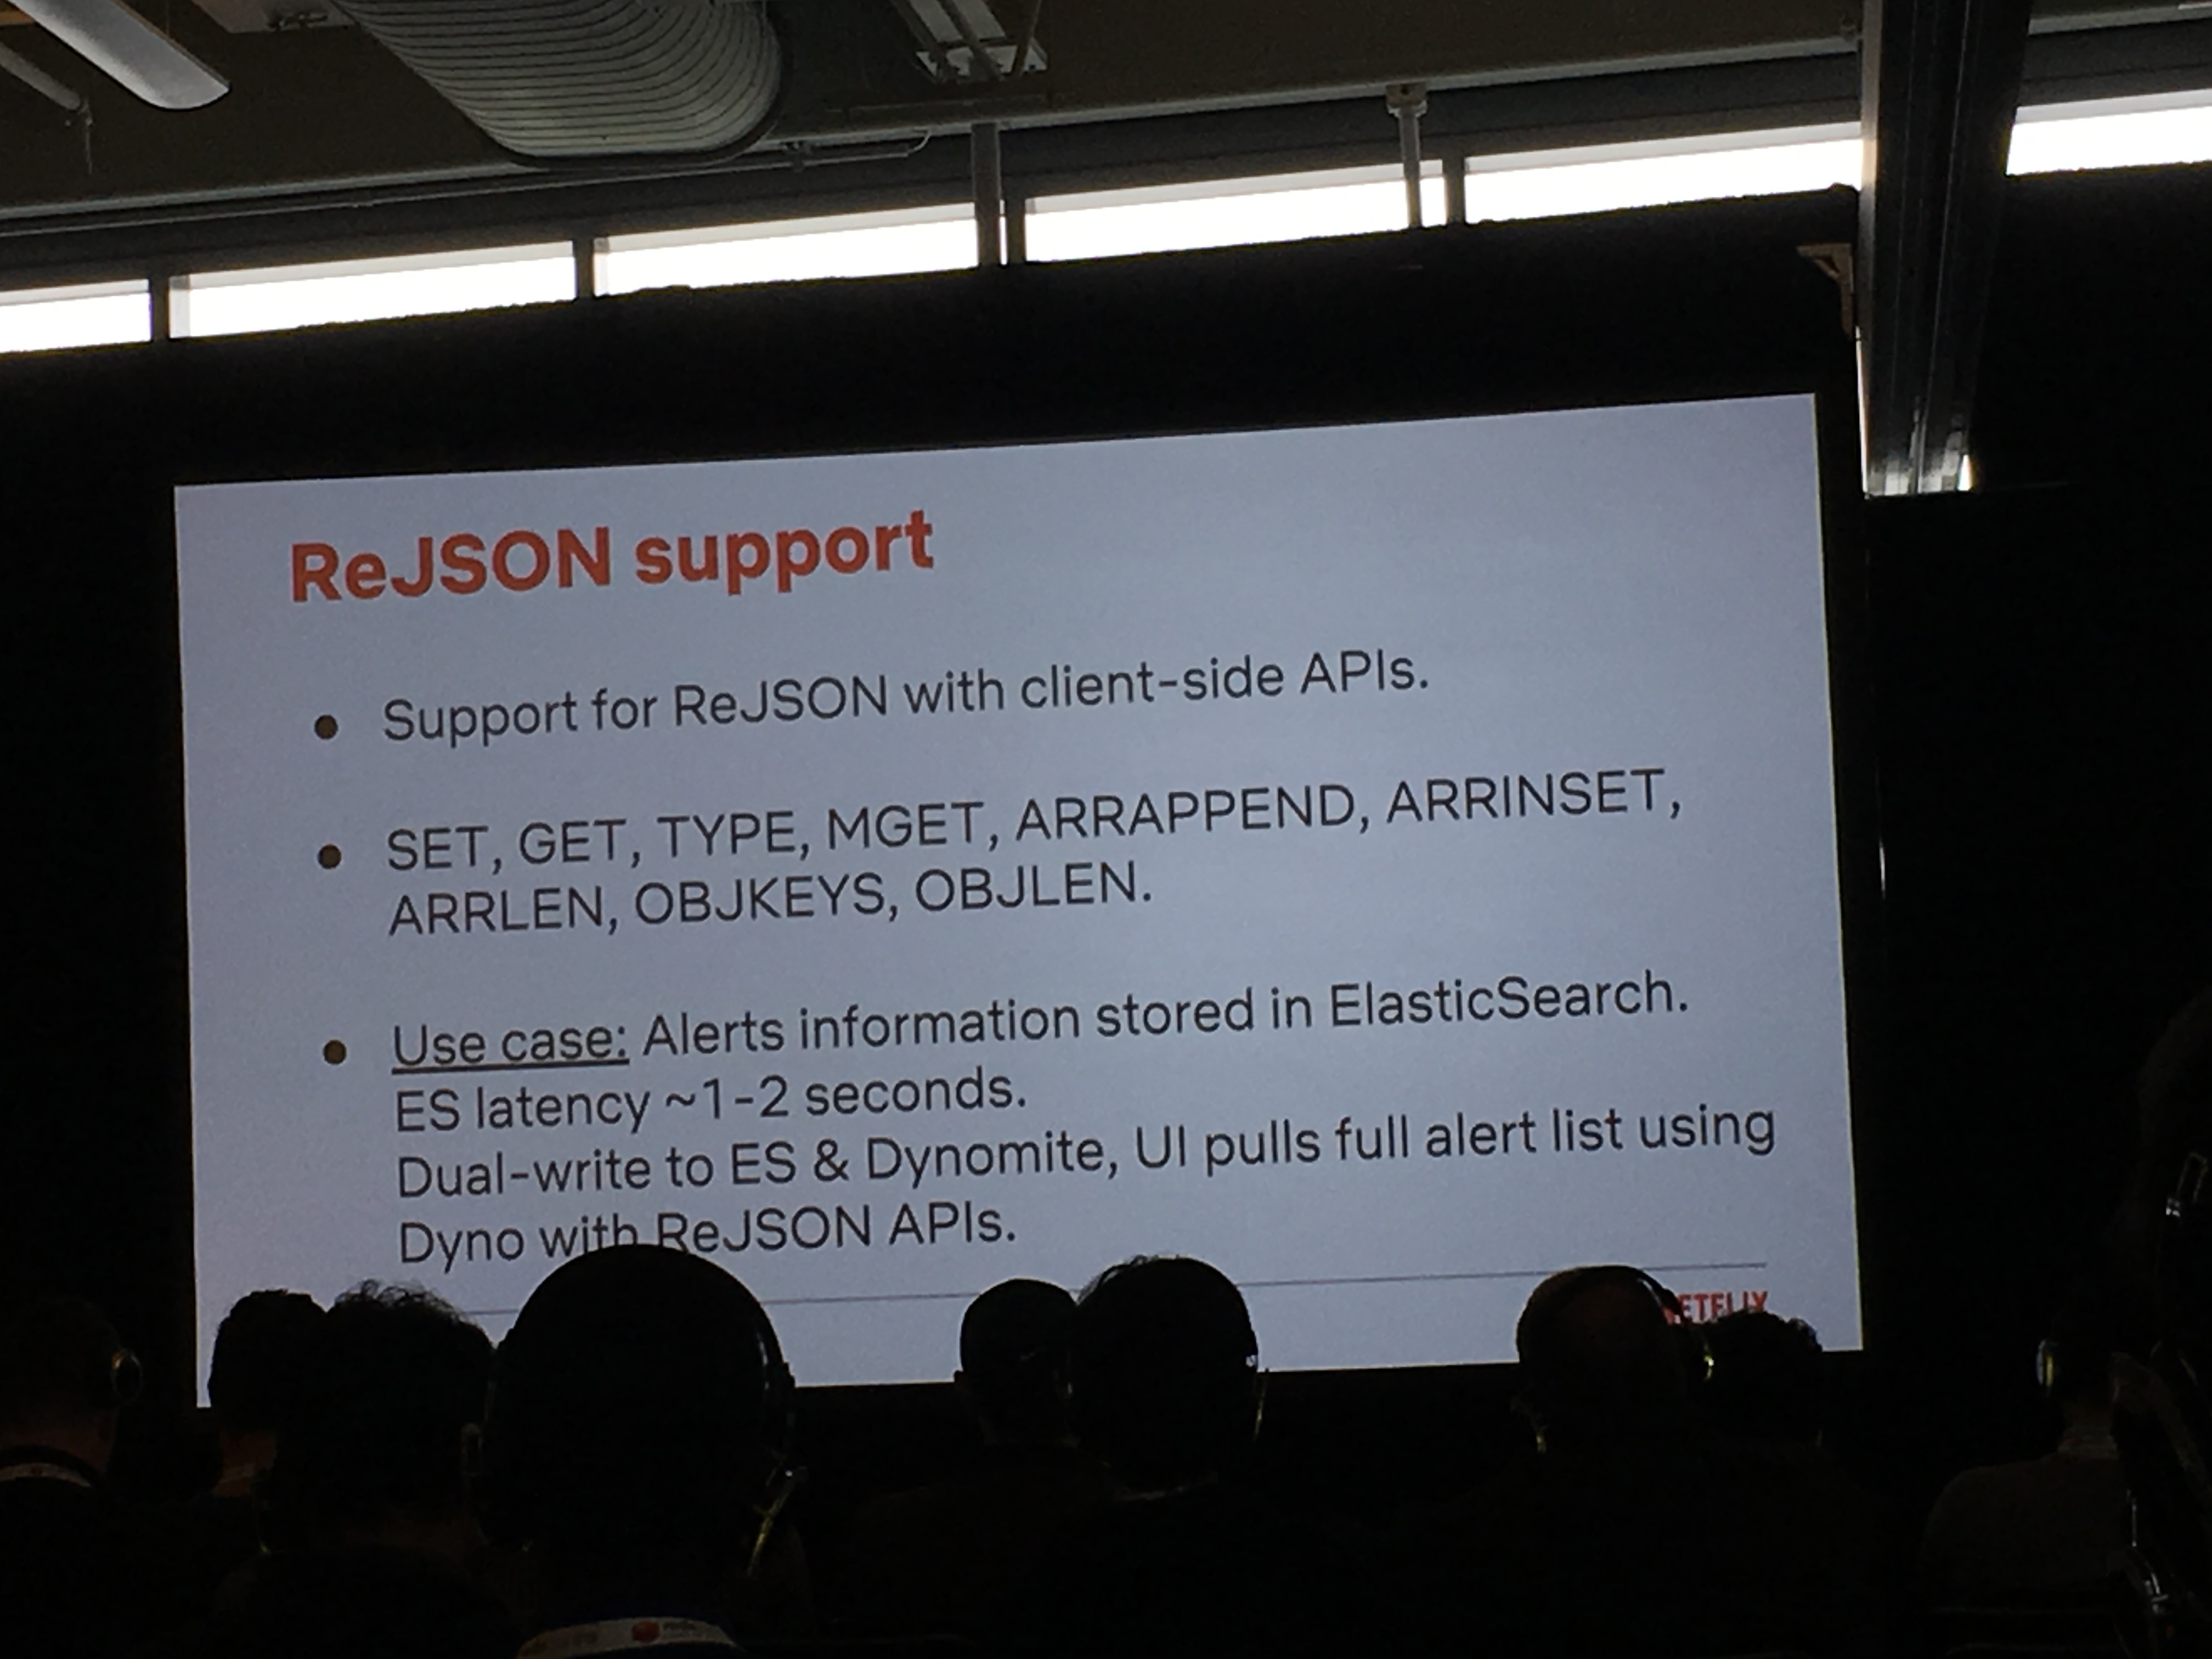 ReJSON support
● Support for ReJSON with client-side APIs.
● SET, GET, TYPE, MGET, ARRAPPEND, ARRINSET,
ARRLEN, OBJKEYS, OBJLEN.
● Use case: Alerts information stored in ElasticSearch.
ES latency ~1-2 seconds.
Dual-write to ES & Dynomite, UI pulls full alert list using
Dyno with ReJSON APIs.
NETFLIX